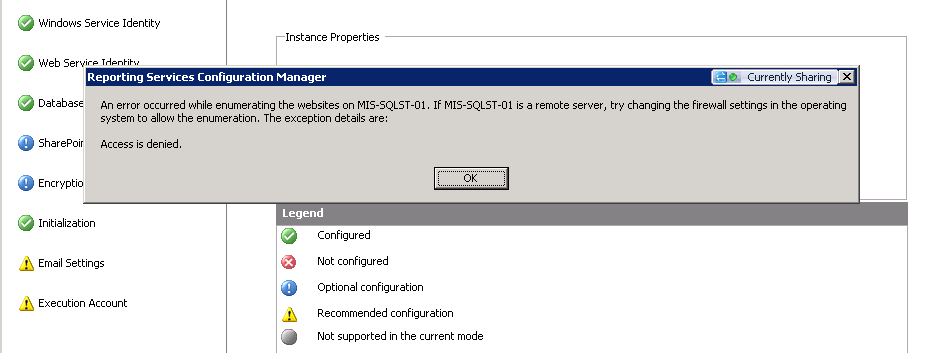 Windows Service Identity
Instance Properties
Web Service Identity
Reporting Services Configuration Manager
Currently Sharing
An error occurred while enumerating the websites on MIS-SQLST-01. If MIS-SQLST-01 is a remote server, try changing the firewall settings in the operating
system to allow the enumeration. The exception details are:
Access is denied.
OK
Database
SharePoin
Encryptio
Initialization
Email Settings
Execution Account
Legend
Configured
Not configured
Optional configuration
Recommended configuration
Not supported in the current mode